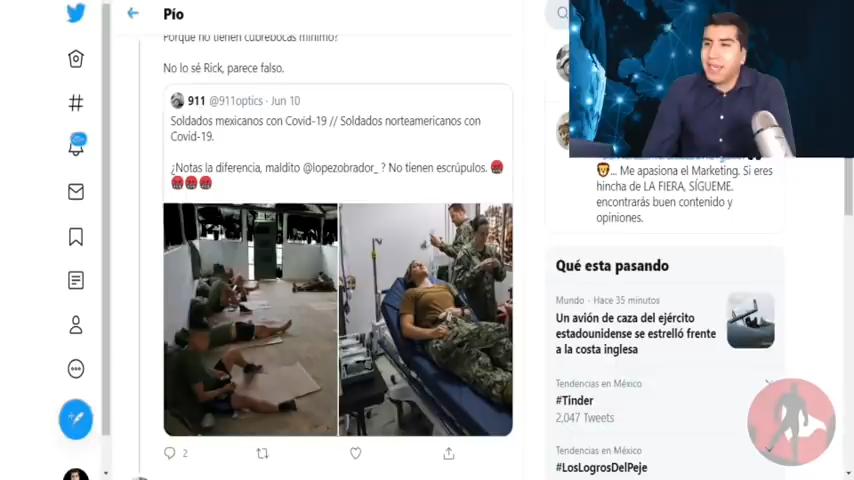 Pío
Porque no tienen cubrebocas mínimo?
No lo sé Rick, parece falso.
911 @911optics · Jun 10
Soldados mexicanos con Covid-19 // Soldados norteamericanos con
Covid-19.
¿Notas la diferencia, maldito @lopezobrador_ ? No tienen escrúpulos.
2
... Me apasiona el Marketing. Si eres
hincha de LA FIERA, SÍGUEME.
encontrarás buen contenido y
opiniones.
Qué esta pasando
Mundo · Hace 35 minutos
Un avión de caza del ejército
estadounidense se estrelló frente
a la costa inglesa
Tendencias en México
#Tinder
2,047 Tweets
Tendencias en México
#LosLogrosDelPeje